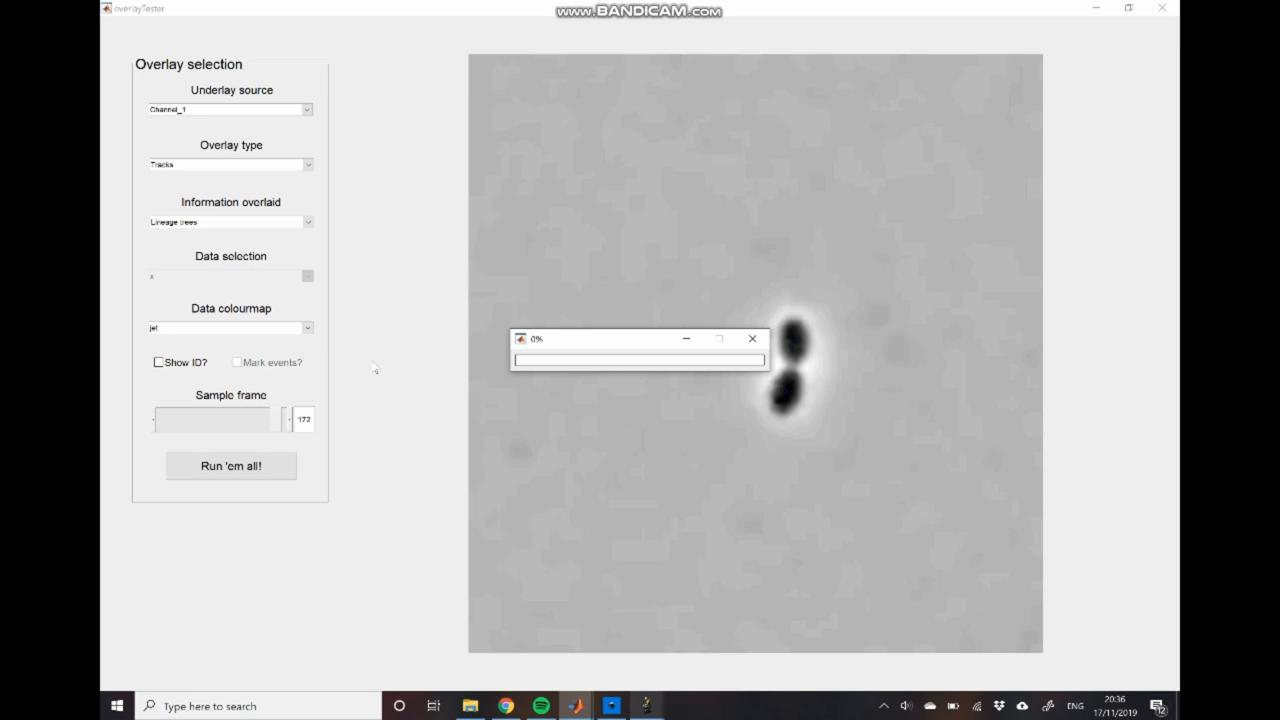 www.BANDICAM.com
overlayTester
Overlay selection
Underlay source
Channel_1
Overlay type
Tracks
Information overlaid
Lineage trees
Data selection
x
Data colourmap
jet
Show ID?
Mark events?
Sample frame
172
Run 'em all!
0%
Type here to search
ENG
20:36
17/11/2019
12